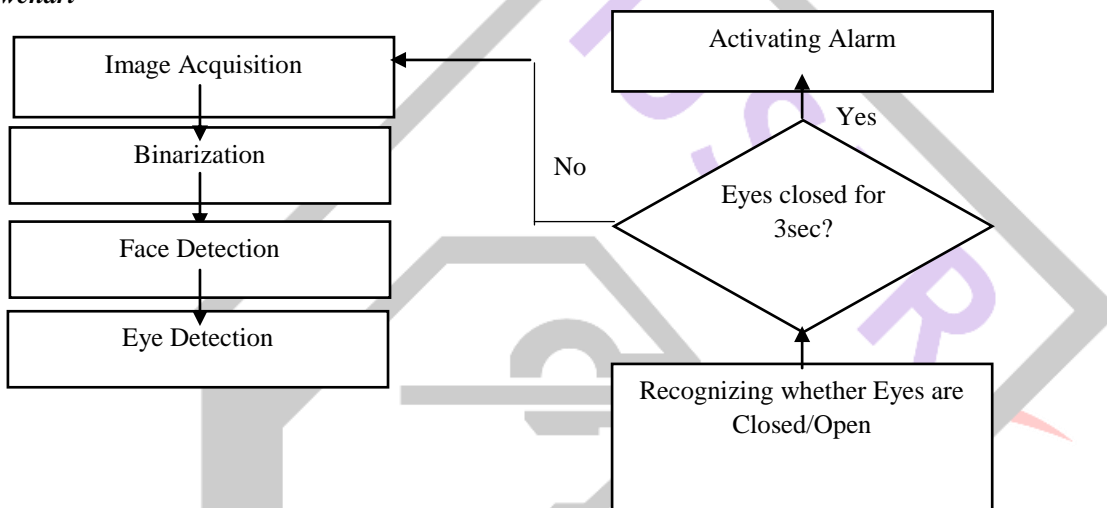 Image Acquisition
Binarization
Face Detection
Eye Detection
Activating Alarm
Yes
No
Eyes closed for
3sec?
Recognizing whether Eyes are
Closed/Open